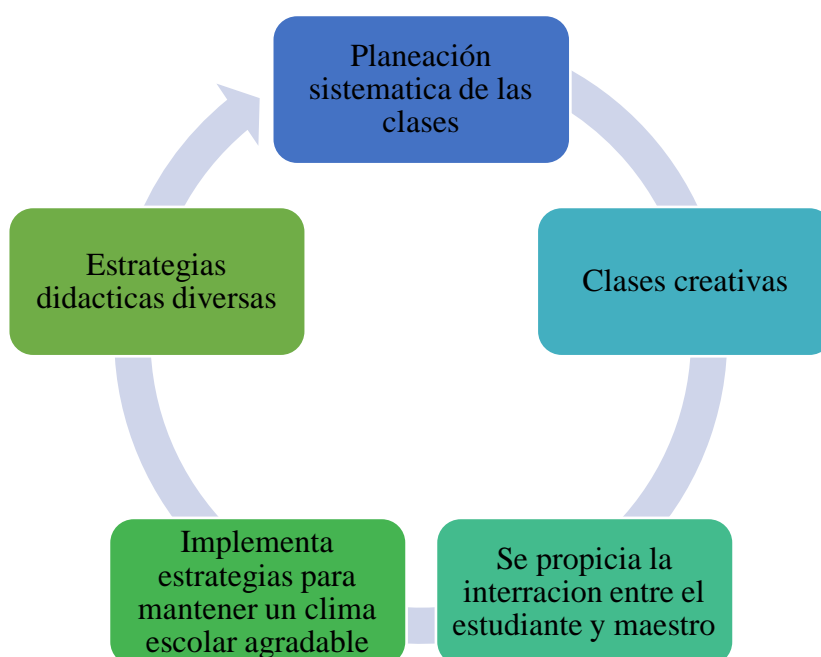 Planeación
sistematica de las
clases
Clases creativas
Se propicia la
interracion entre el
estudiante y maestro
Implementa
estrategias para
mantener un clima
escolar agradable
Estrategias
didacticas diversas